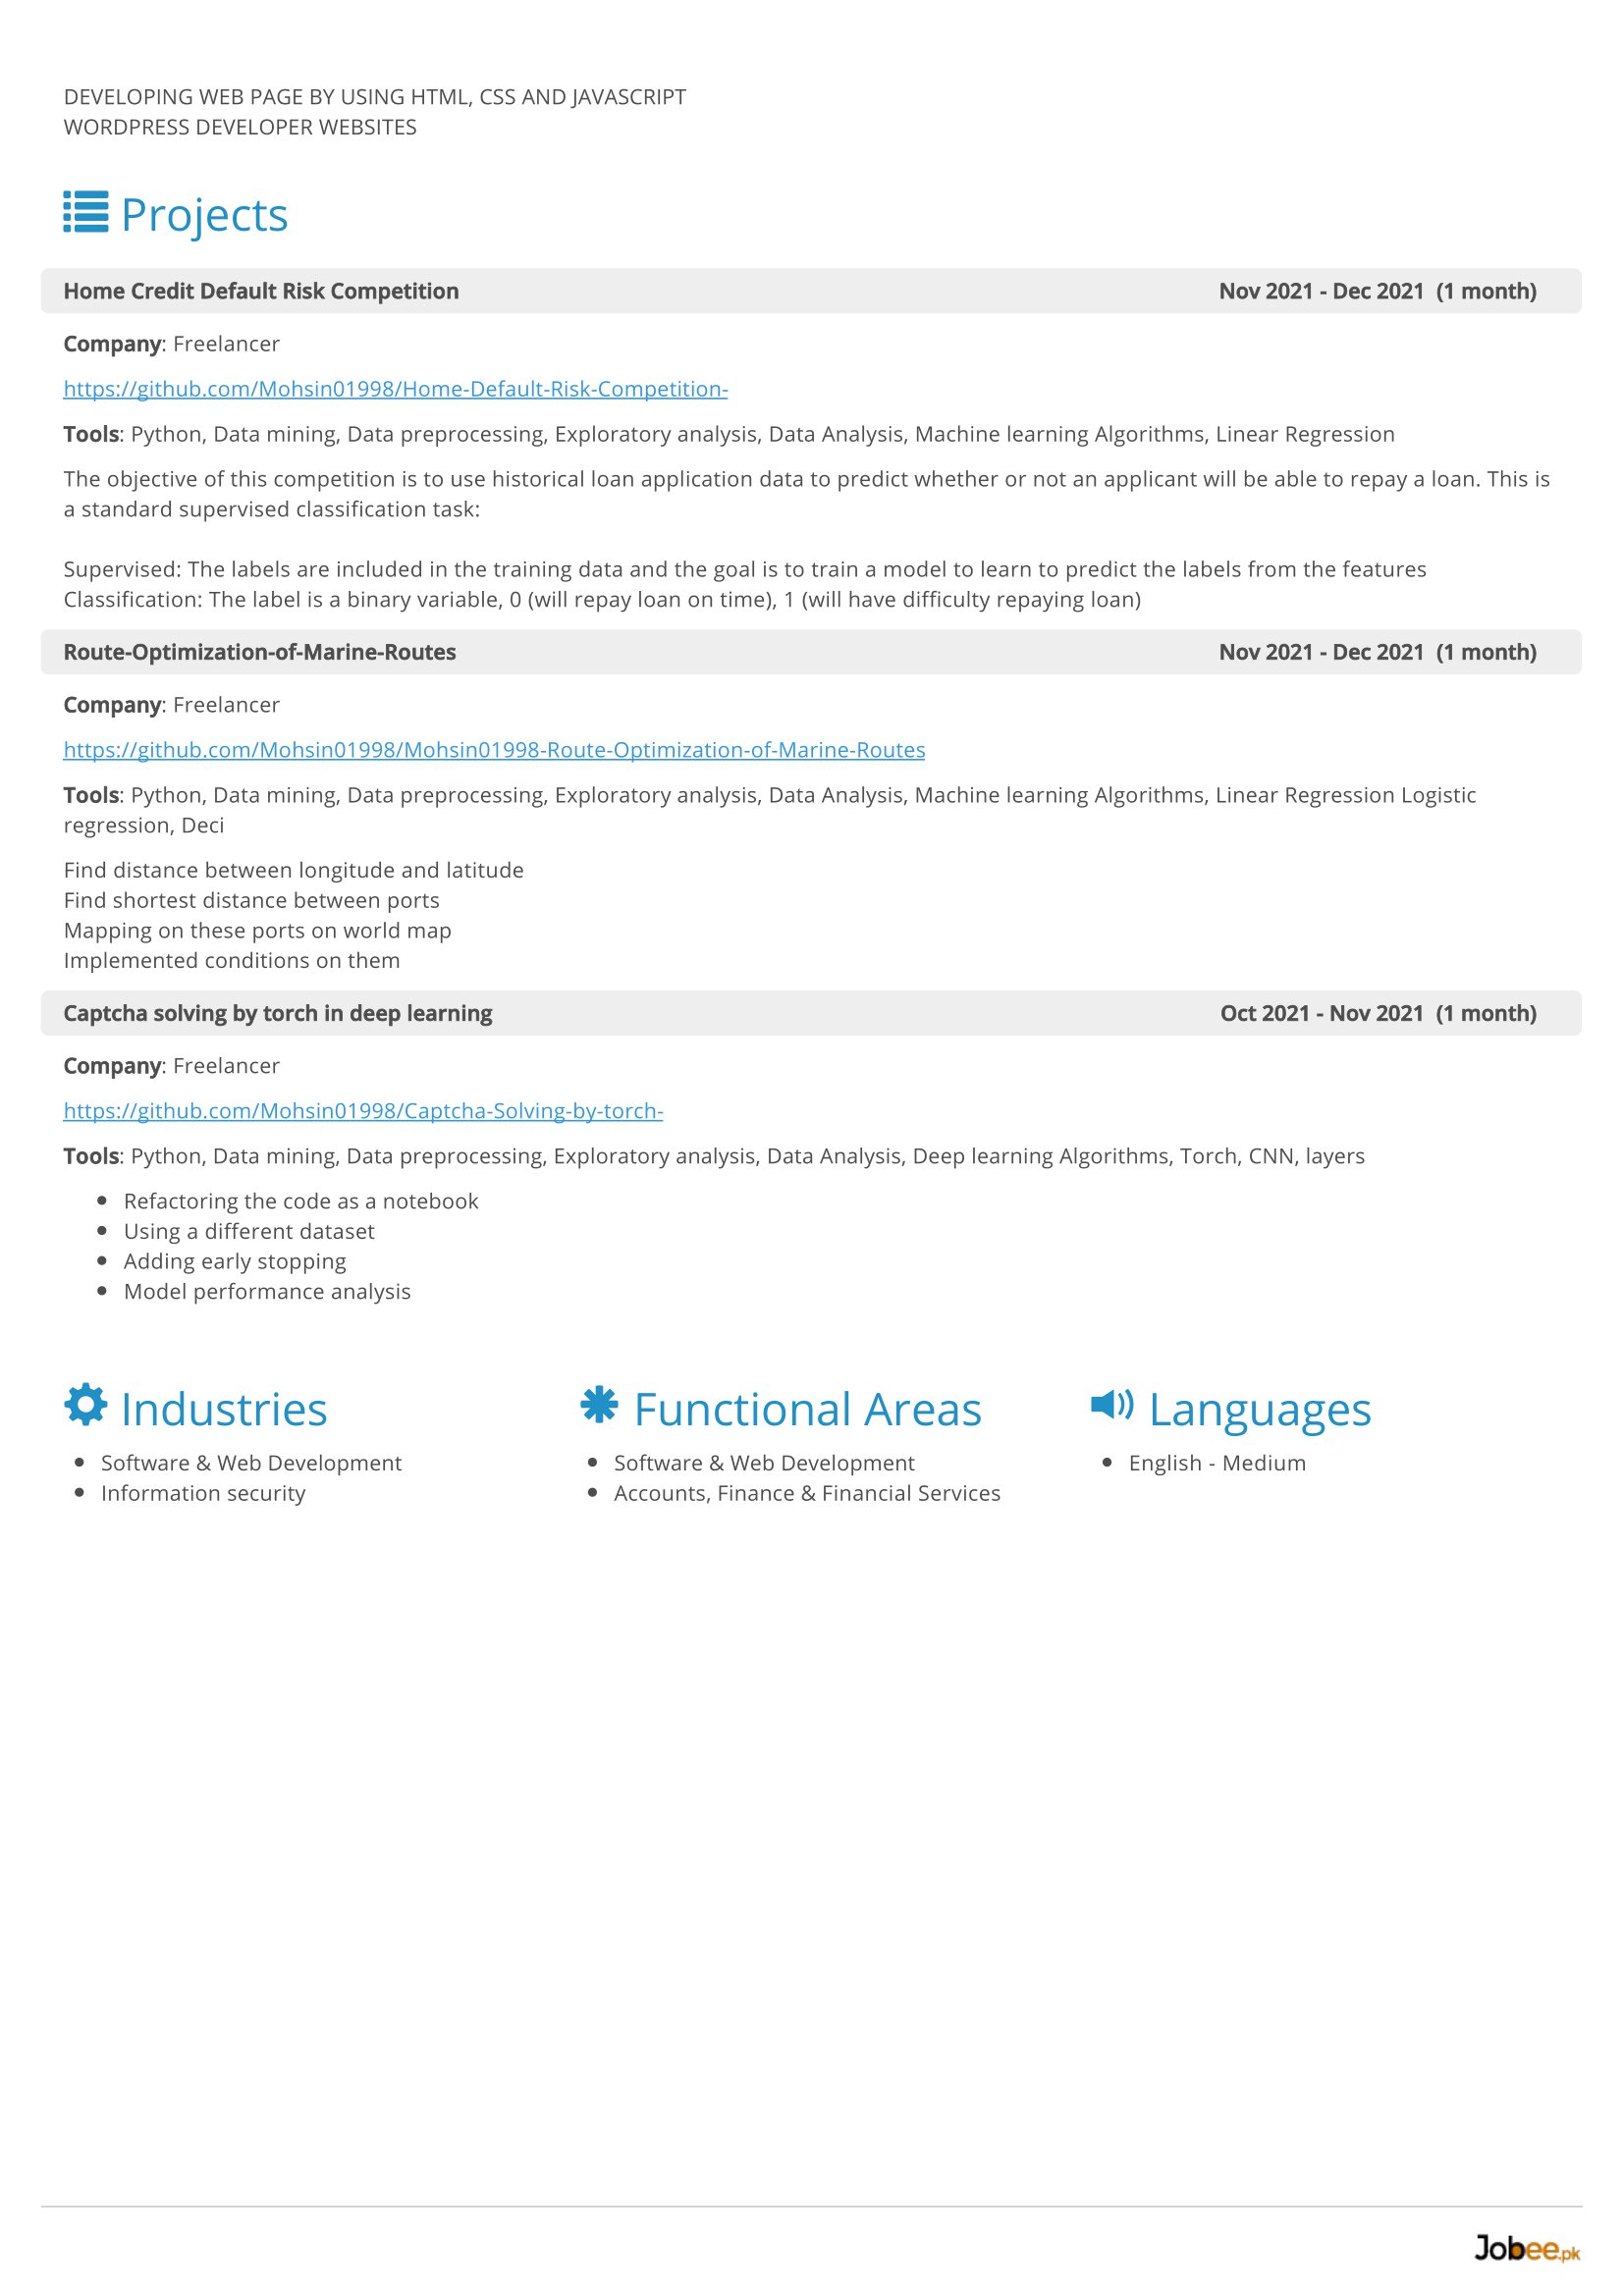 DEVELOPING WEB PAGE BY USING HTML, CSS AND JAVASCRIPT
WORDPRESS DEVELOPER WEBSITES
Projects
Home Credit Default Risk Competition Nov 2021 - Dec 2021 (1 month)
Company: Freelancer
https://github.com/Mohsin01998/Home-Default-Risk-Competition-
Tools: Python, Data mining, Data preprocessing, Exploratory analysis, Data Analysis, Machine learning Algorithms, Linear Regression
The objective of this competition is to use historical loan application data to predict whether or not an applicant will be able to repay a loan. This is
a standard supervised classification task:
Supervised: The labels are included in the training data and the goal is to train a model to learn to predict the labels from the features
Classification: The label is a binary variable, 0 (will repay loan on time), 1 (will have difficulty repaying loan)
Route-Optimization-of-Marine-Routes Nov 2021 - Dec 2021 (1 month)
Company: Freelancer
https://github.com/Mohsin01998/Mohsin01998-Route-Optimization-of-Marine-Routes
Tools: Python, Data mining, Data preprocessing, Exploratory analysis, Data Analysis, Machine learning Algorithms, Linear Regression Logistic
regression, Deci
Find distance between longitude and latitude
Find shortest distance between ports
Mapping on these ports on world map
Implemented conditions on them
Captcha solving by torch in deep learning Oct 2021 - Nov 2021 (1 month)
Company: Freelancer
https://github.com/Mohsin01998/Captcha-Solving-by-torch-
Tools: Python, Data mining, Data preprocessing, Exploratory analysis, Data Analysis, Deep learning Algorithms, Torch, CNN, layers
• Refactoring the code as a notebook
• Using a different dataset
• Adding early stopping
• Model performance analysis
Industries
• Software & Web Development
• Information security
Functional Areas
• Software & Web Development
• Accounts, Finance & Financial Services
Languages
• English - Medium
Jobee.pk